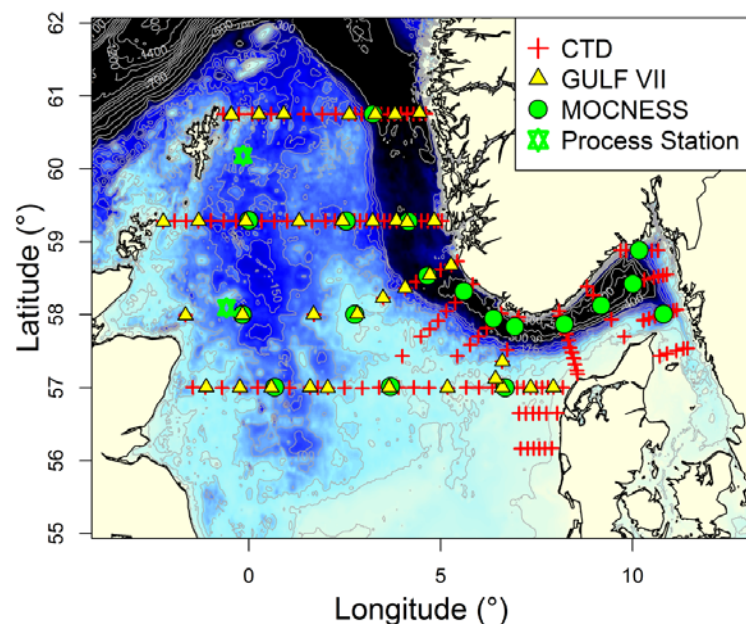 62
61
60
59
58
57
56
55
Latitude (°)
CTD
GULF VII
MOCNESS
Process Station
1400
0
5
10
Longitude (°)